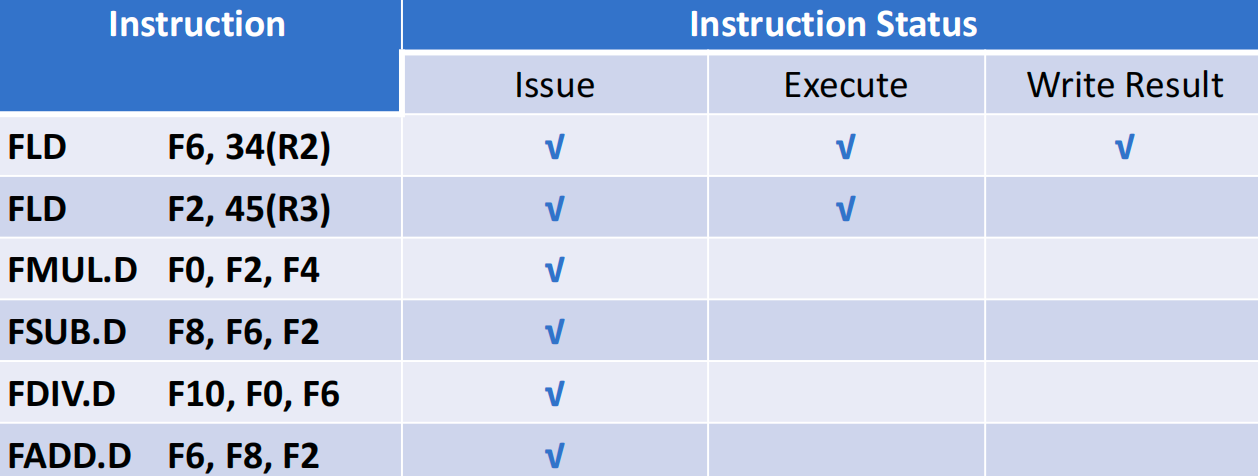 Instruction Instruction Status
Issue Execute Write Result
FLD F6, 34(R2) √ √ √
FLD F2, 45(R3) √ √
FMUL.D F0, F2, F4 √
FSUB.D F8, F6, F2 √
FDIV.D F10, F0, F6 √
FADD.D F6, F8, F2 √